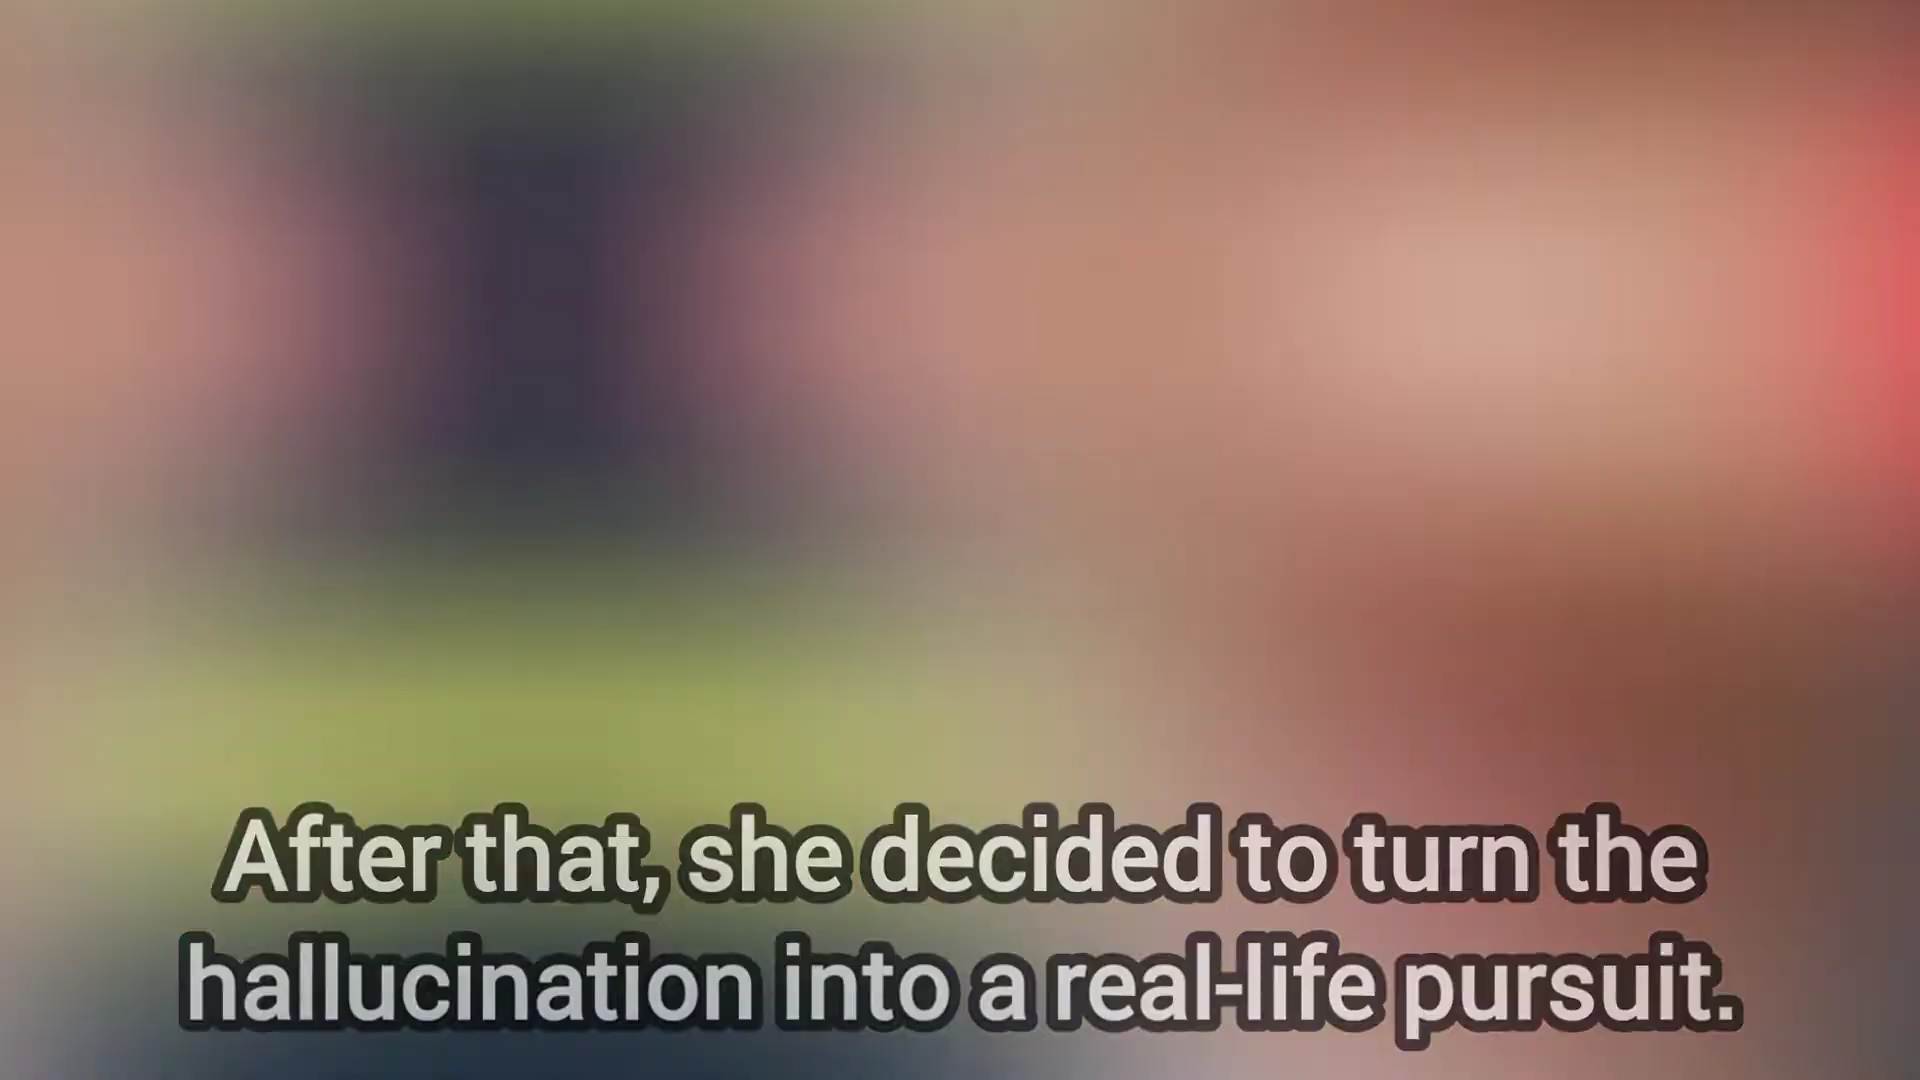 After that, she decided to turn the
hallucination into a real-life pursuit.